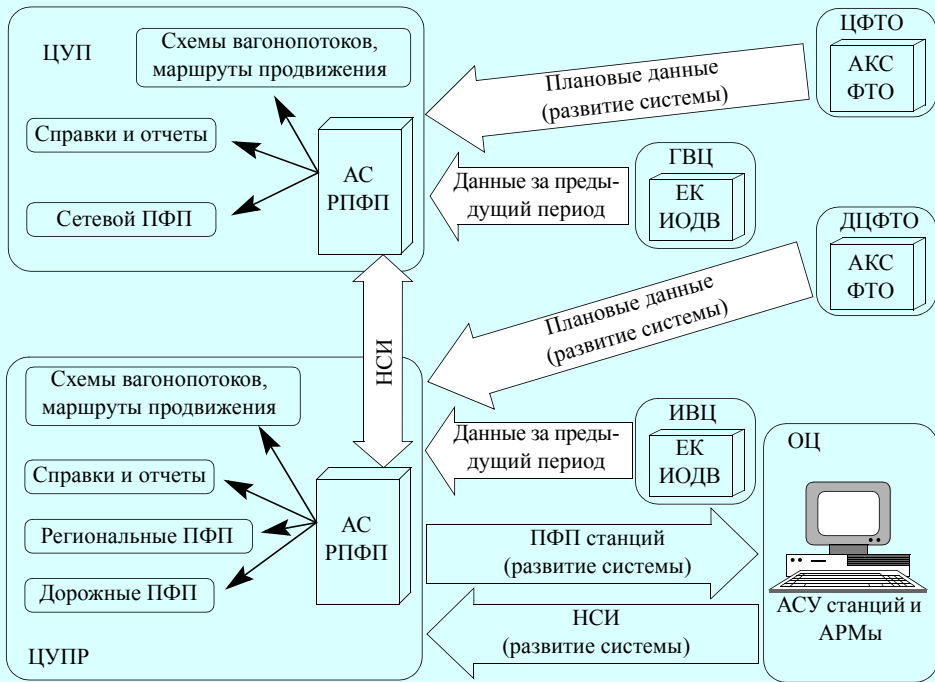 ЦУП
Схемы вагонопотоков,
маршруты продвижения
Справки и отчеты
Сетевой ПФП
АС
РПФП
Плановые данные
(развитие системы)
ЦФТО
АКС
ФТО
Данные за преды-
дущий период
ГВЦ
ЕК
ИОДВ
ДЦФТО
АКС
ФТО
Плановые данные
(развитие системы)
НСИ
Схемы вагонопотоков,
маршруты продвижения
Справки и отчеты
Региональные ПФП
Дорожные ПФП
АС
РПФП
ЦУПР
Данные за преды-
дущий период
ИВЦ
ЕК
ИОДВ
ПФП станций
(развитие системы)
НСИ
(развитие системы)
ОЦ
АСУ станций и
АРМы